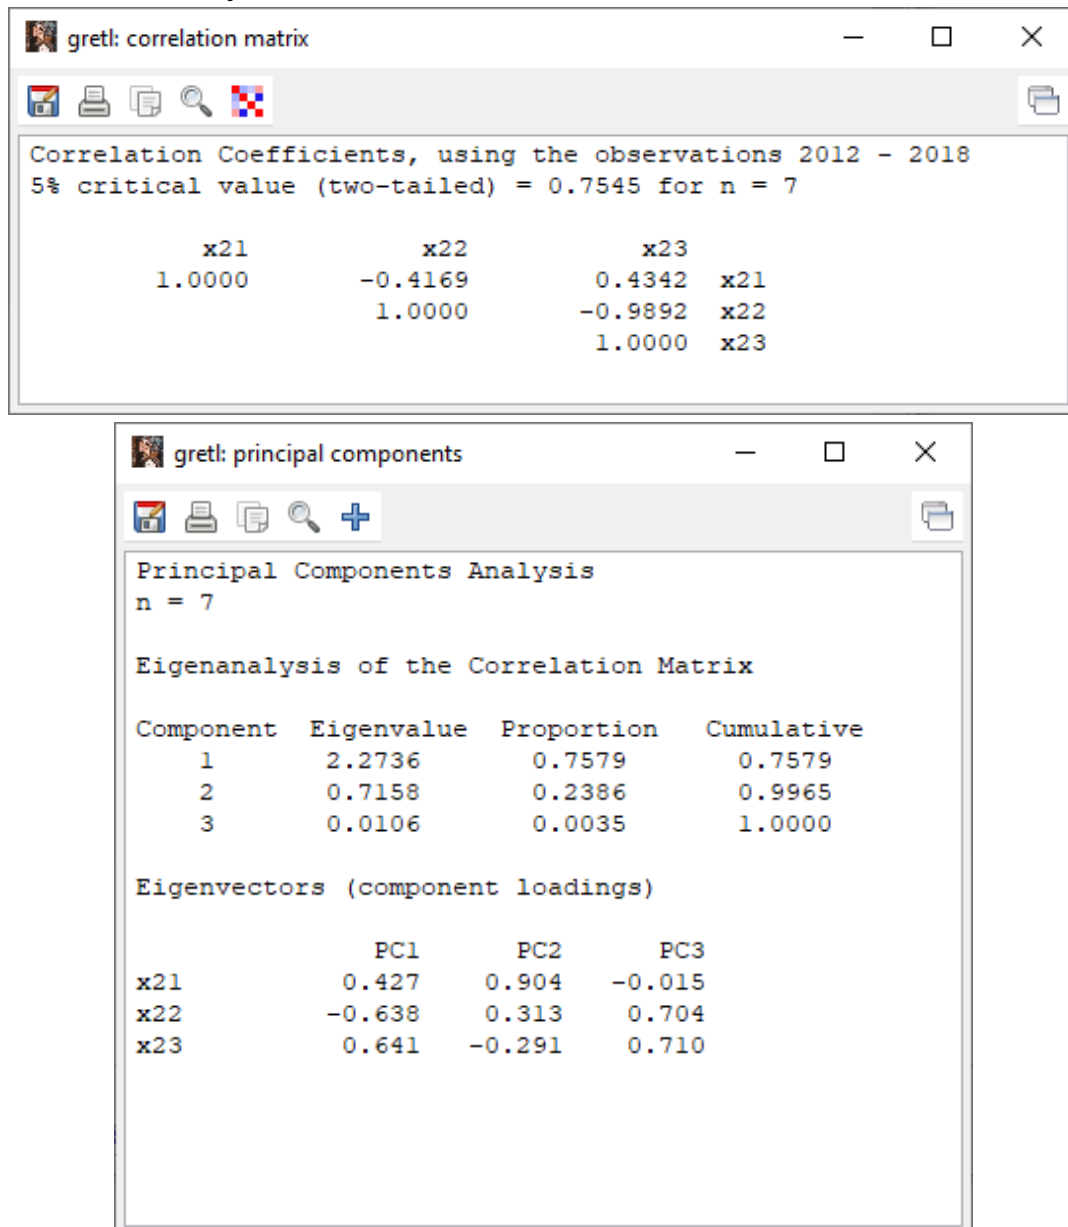 gretl: correlation matrix
Correlation Coefficients, using the observations 2012 - 2018
5% critical value (two-tailed) = 0.7545 for n = 7
x21 x22 x23
1.0000 -0.4169 0.4342 x21
1.0000 -0.9892 x22
1.0000 x23
gretl: principal components
Principal Components Analysis
n = 7
Eigenanalysis of the Correlation Matrix
Component Eigenvalue Proportion Cumulative
1 2.2736 0.7579 0.7579
2 0.7158 0.2386 0.9965
3 0.0106 0.0035 1.0000
Eigenvectors (component loadings)
PC1 PC2 PC3
x21 0.427 0.904 -0.015
x22 -0.638 0.313 0.704
x23 0.641 -0.291 0.710